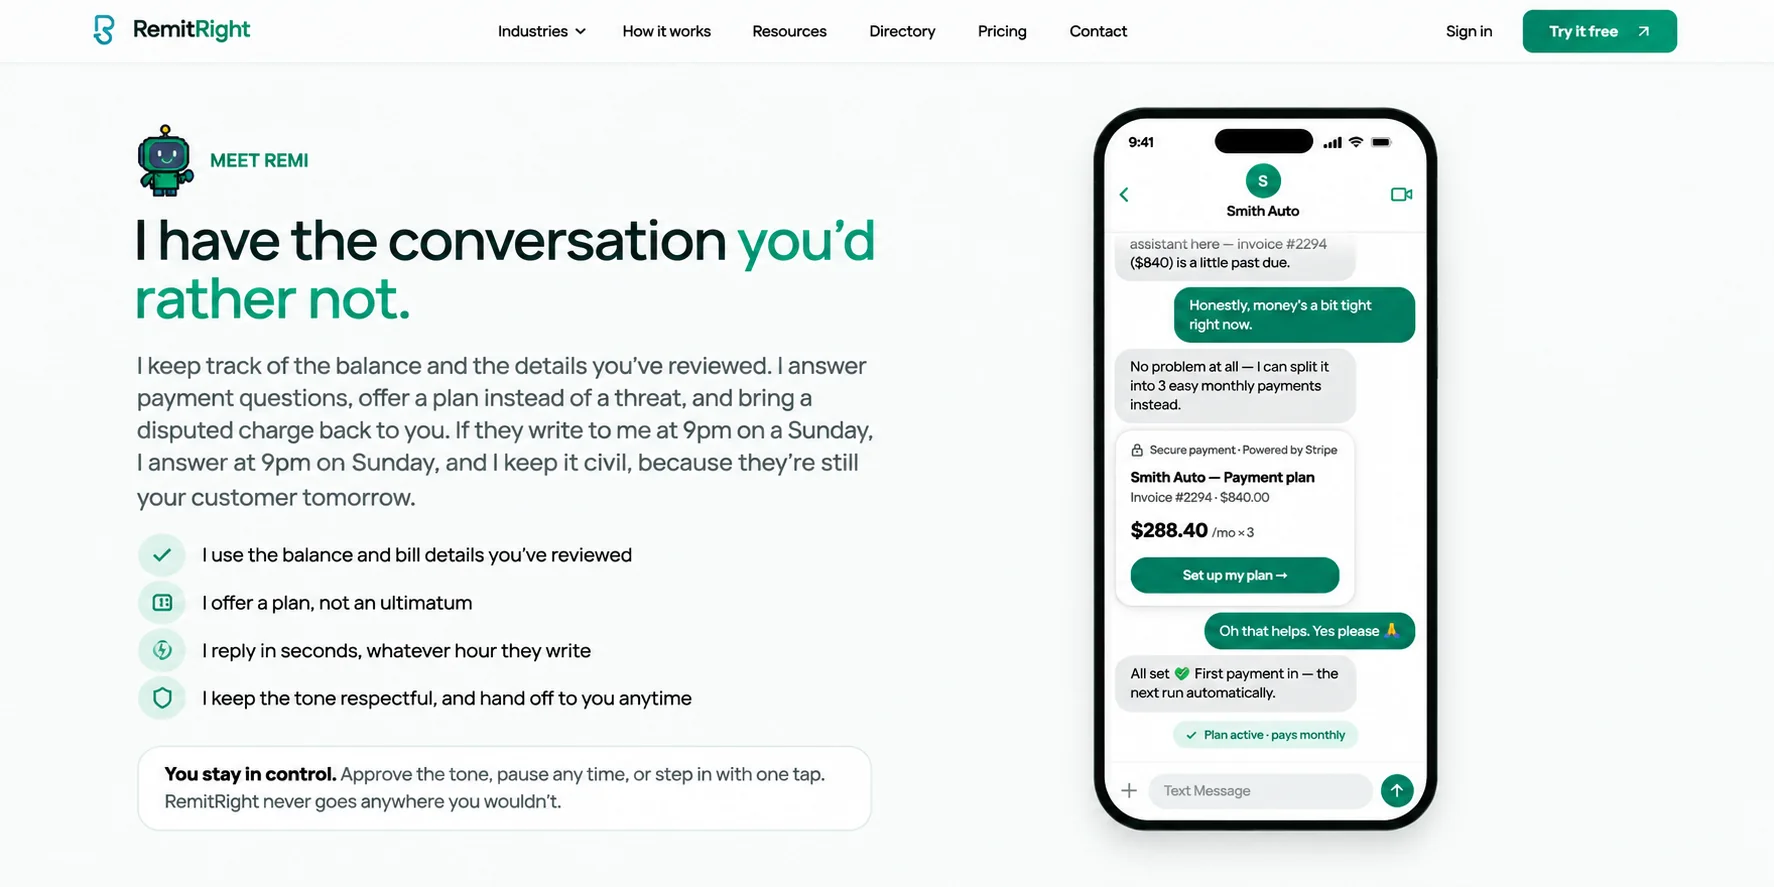 RemitRight
Industries
How it works
Resources
Directory
Pricing
Contact
Sign in
Try it free
MEET REMI
I have the conversation you'd
rather not.
I keep track of the balance and the details you've reviewed. I answer
payment questions, offer a plan instead of a threat, and bring a
disputed charge back to you. If they write to me at 9pm on a Sunday,
I answer at 9pm on Sunday, and I keep it civil, because they're still
your customer tomorrow.
I use the balance and bill details you've reviewed
I offer a plan, not an ultimatum
I reply in seconds, whatever hour they write
I keep the tone respectful, and hand off to you anytime
You stay in control. Approve the tone, pause any time, or step in with one tap.
RemitRight never goes anywhere you wouldn't.
9:41
S
Smith Auto
assistant here — invoice #2294
($840) is a little past due.
Honestly, money's a bit tight
right now.
No problem at all — I can split it
into 3 easy monthly payments
instead.
Secure payment · Powered by Stripe
Smith Auto — Payment plan
Invoice #2294 · $840.00
$288.40 /mo × 3
Set up my plan →
Oh that helps. Yes please 🙏
All set 💚 First payment in — the
next run automatically.
Plan active · pays monthly
Text Message